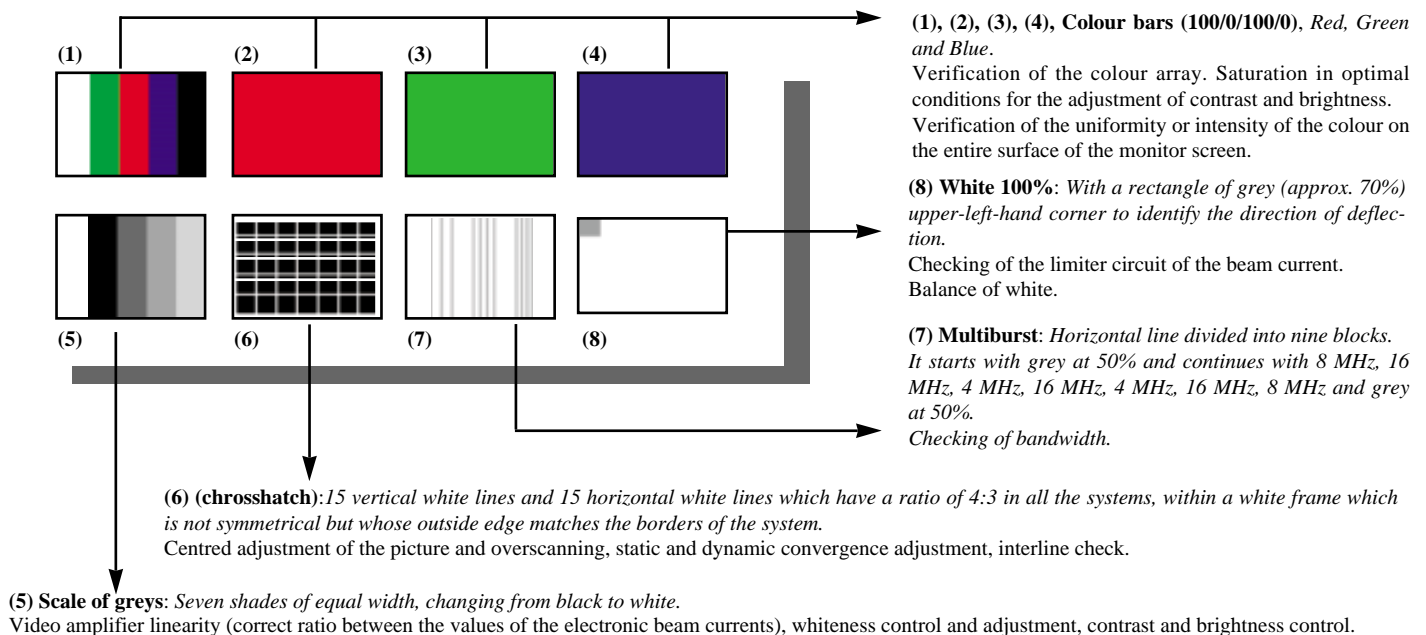 (1)
(2)
(3)
(4)
(1), (2), (3), (4), Colour bars (100/0/100/0), Red, Green
and Blue.
Verification of the colour array. Saturation in optimal
conditions for the adjustment of contrast and brightness.
Verification of the uniformity or intensity of the colour on
the entire surface of the monitor screen.
(8) White 100%: With a rectangle of grey (approx. 70%)
upper-left-hand corner to identify the direction of deflec-
tion.
Checking of the limiter circuit of the beam current.
Balance of white.
(5)
(6)
(7)
(8)
(7) Multiburst: Horizontal line divided into nine blocks.
It starts with grey at 50% and continues with 8 MHz, 16
MHz, 4 MHz, 16 MHz, 4 MHz, 16 MHz, 8 MHz and grey
at 50%.
Checking of bandwidth.
(6) (chrosshatch):15 vertical white lines and 15 horizontal white lines which have a ratio of 4:3 in all the systems, within a white frame which
is not symmetrical but whose outside edge matches the borders of the system.
Centred adjustment of the picture and overscanning, static and dynamic convergence adjustment, interline check.
(5) Scale of greys: Seven shades of equal width, changing from black to white.
Video amplifier linearity (correct ratio between the values of the electronic beam currents), whiteness control and adjustment, contrast and brightness control.